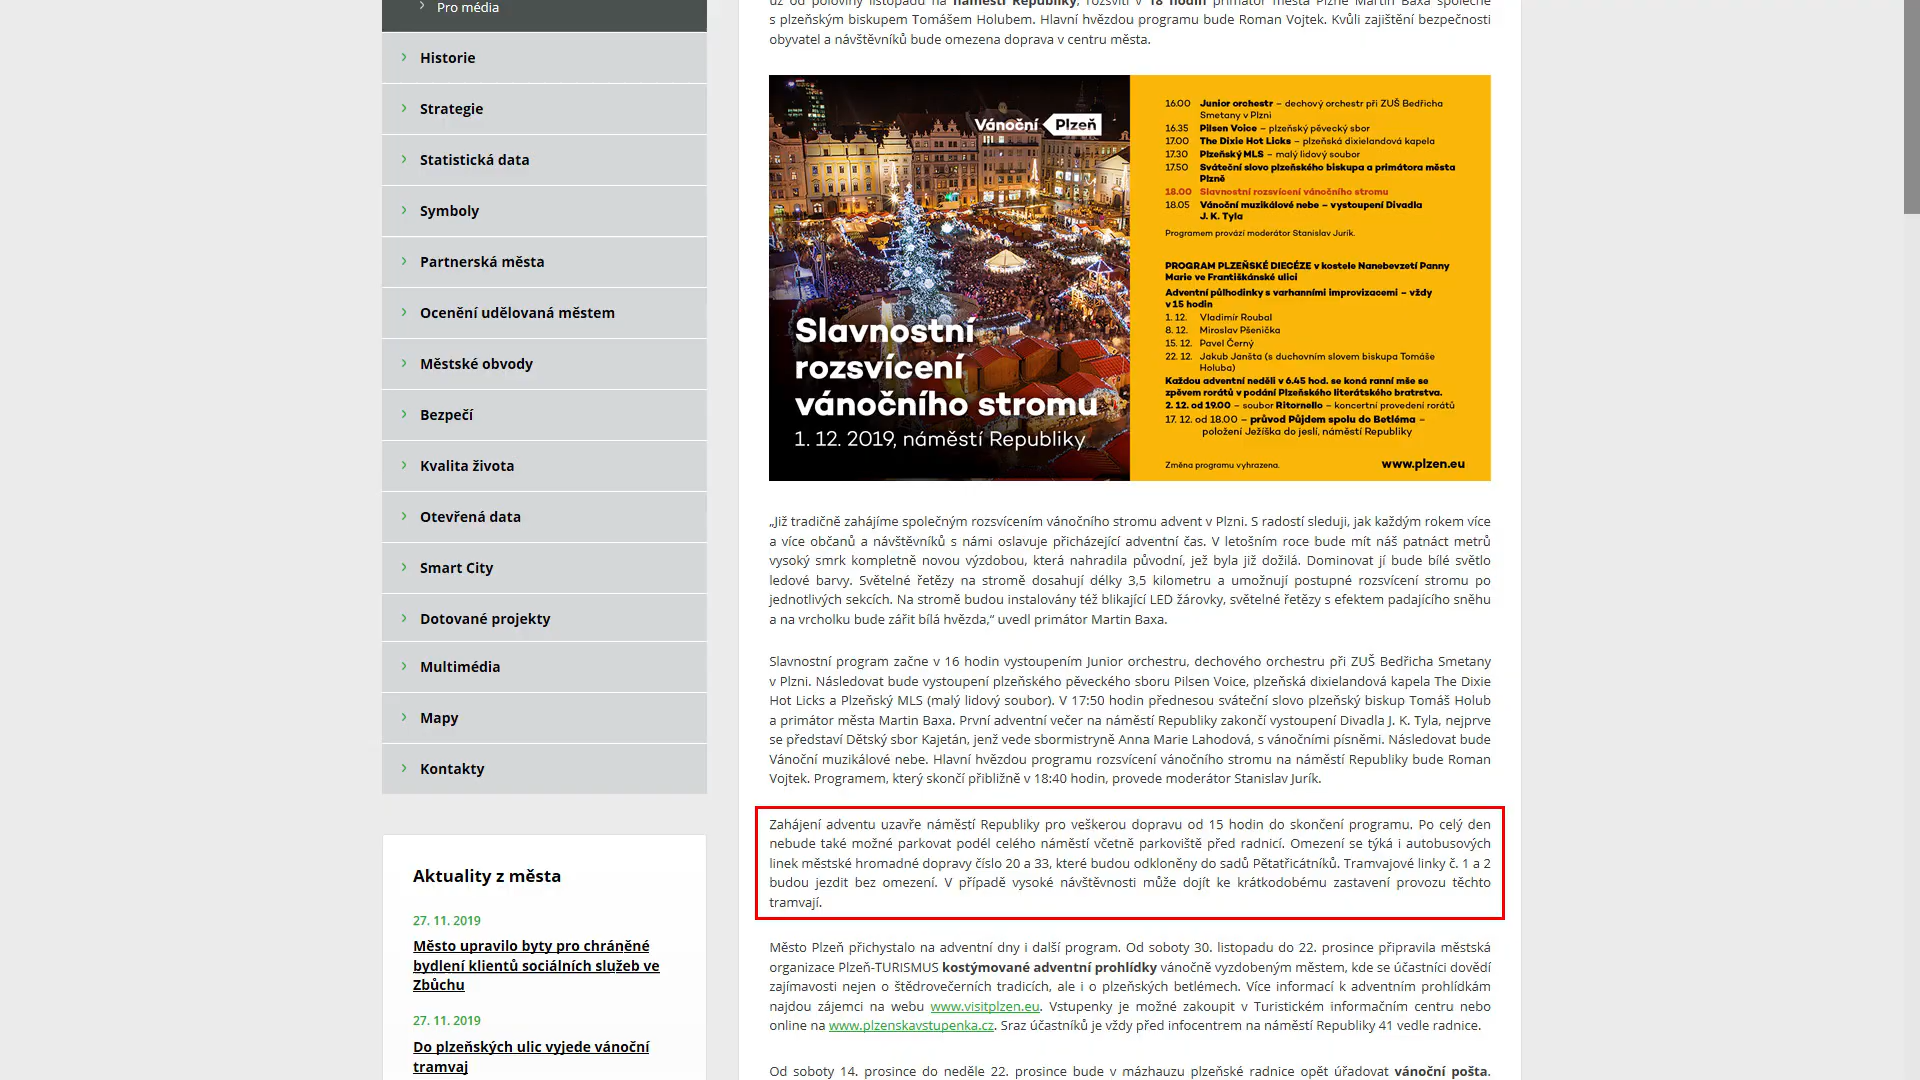 Pro média
Historie
Strategie
Statistická data
Symboly
Partnerská města
Ocenění udělovaná městem
Městské obvody
Bezpečí
Kvalita života
Otevřená data
Smart City
Dotované projekty
Multimédia
Mapy
Kontakty
Aktuality z města
27. 11. 2019
Město upravilo byty pro chráněné
bydlení klientů sociálních služeb ve
Zbůchu
27. 11. 2019
Do plzeňských ulic vyjede vánoční
tramvaj
už od poloviny listopadu na náměstí Republiky, rozsvítí v 18 hodin primátor města Plzně Martin Baxa společně
s plzeňským biskupem Tomášem Holubem. Hlavní hvězdou programu bude Roman Vojtek. Kvůli zajištění bezpečnosti
obyvatel a návštěvníků bude omezena doprava v centru města.
Vánoční Plzeň
Slavnostní
rozsvícení
vánočního stromu
1. 12. 2019, náměstí Republiky
16.00 Junior orchestr – dechový orchestr při ZUŠ Bedřicha
Smetany v Plzni
16.35 Pilsen Voice – plzeňský pěvecký sbor
17.00 The Dixie Hot Licks – plzeňská dixielandová kapela
17.30 Plzeňský MLS – malý lidový soubor
17.50 Sváteční slovo plzeňského biskupa a primátora města
Plzně
18.00 Slavnostní rozsvícení vánočního stromu
18.05 Vánoční muzikálové nebe – vystoupení Divadla
J. K. Tyla
Programem provází moderátor Stanislav Jurík.
PROGRAM PLZEŇSKÉ DIECÉZE v kostele Nanebevzetí Panny
Marie ve Františkánské ulici
Adventní půlhodinky s varhanními improvizacemi – vždy
v 15 hodin
1. 12. Vladimír Roubal
8. 12. Miroslav Pšenička
15. 12. Pavel Černý
22. 12. Jakub Janšta (s duchovním slovem biskupa Tomáše
Holuba)
Každou adventní neděli v 6.45 hod. se koná ranní mše se
zpěvem rorátů v podání Plzeňského literátského bratrstva.
2. 12. od 19.00 – soubor Ritornello – koncertní provedení rorátů
17. 12. od 18.00 – průvod Půjdem spolu do Betléma –
položení Ježíška do jeslí, náměstí Republiky
Změna programu vyhrazena.
www.plzen.eu
„Již tradičně zahájíme společným rozsvícením vánočního stromu advent v Plzni. S radostí sleduji, jak každým rokem více
a více občanů a návštěvníků s námi oslavuje přicházející adventní čas. V letošním roce bude mít náš patnáct metrů
vysoký smrk kompletně novou výzdobou, která nahradila původní, jež byla již dožilá. Dominovat jí bude bílé světlo
ledové barvy. Světelné řetězy na stromě dosahují délky 3,5 kilometru a umožnují postupné rozsvícení stromu po
jednotlivých sekcích. Na stromě budou instalovány též blikající LED žárovky, světelné řetězy s efektem padajícího sněhu
a na vrcholku bude zářit bílá hvězda,“ uvedl primátor Martin Baxa.
Slavnostní program začne v 16 hodin vystoupením Junior orchestru, dechového orchestru při ZUŠ Bedřicha Smetany
v Plzni. Následovat bude vystoupení plzeňského pěveckého sboru Pilsen Voice, plzeňská dixielandová kapela The Dixie
Hot Licks a Plzeňský MLS (malý lidový soubor). V 17:50 hodin přednesou sváteční slovo plzeňský biskup Tomáš Holub
a primátor města Martin Baxa. První adventní večer na náměstí Republiky zakončí vystoupení Divadla J. K. Tyla, nejprve
se představí Dětský sbor Kajetán, jenž vede sbormistryně Anna Marie Lahodová, s vánočními písněmi. Následovat bude
Vánoční muzikálové nebe. Hlavní hvězdou programu rozsvícení vánočního stromu na náměstí Republiky bude Roman
Vojtek. Programem, který skončí přibližně v 18:40 hodin, provede moderátor Stanislav Jurík.
Zahájení adventu uzavře náměstí Republiky pro veškerou dopravu od 15 hodin do skončení programu. Po celý den
nebude také možné parkovat podél celého náměstí včetně parkoviště před radnicí. Omezení se týká i autobusových
linek městské hromadné dopravy číslo 20 a 33, které budou odkloněny do sadů Pětatřicátníků. Tramvajové linky č. 1 a 2
budou jezdit bez omezení. V případě vysoké návštěvnosti může dojít ke krátkodobému zastavení provozu těchto
tramvají.
Město Plzeň přichystalo na adventní dny i další program. Od soboty 30. listopadu do 22. prosince připravila městská
organizace Plzeň-TURISMUS kostýmované adventní prohlídky vánočně vyzdobeným městem, kde se účastníci dovědí
zajímavosti nejen o štědrovečerních tradicích, ale i o plzeňských betlémech. Více informací k adventním prohlídkám
najdou zájemci na webu www.visitplzen.eu. Vstupenky je možné zakoupit v Turistickém informačním centru nebo
online na www.plzenskavstupenka.cz. Sraz účastníků je vždy před infocentrem na náměstí Republiky 41 vedle radnice.
Od soboty 14. prosince do neděle 22. prosince bude v mázhauzu plzeňské radnice opět úřadovat vánoční pošta.